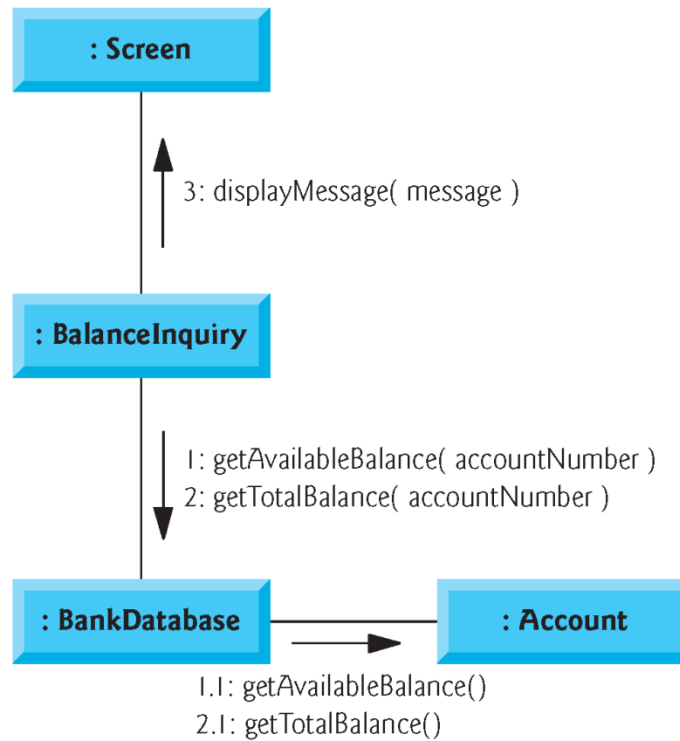 : Screen
3: displayMessage( message )
: BalanceInquiry
1: getAvailableBalance( accountNumber )
2: getTotalBalance( accountNumber )
: BankDatabase
: Account
1.1: getAvailableBalance()
2.1: getTotalBalance()